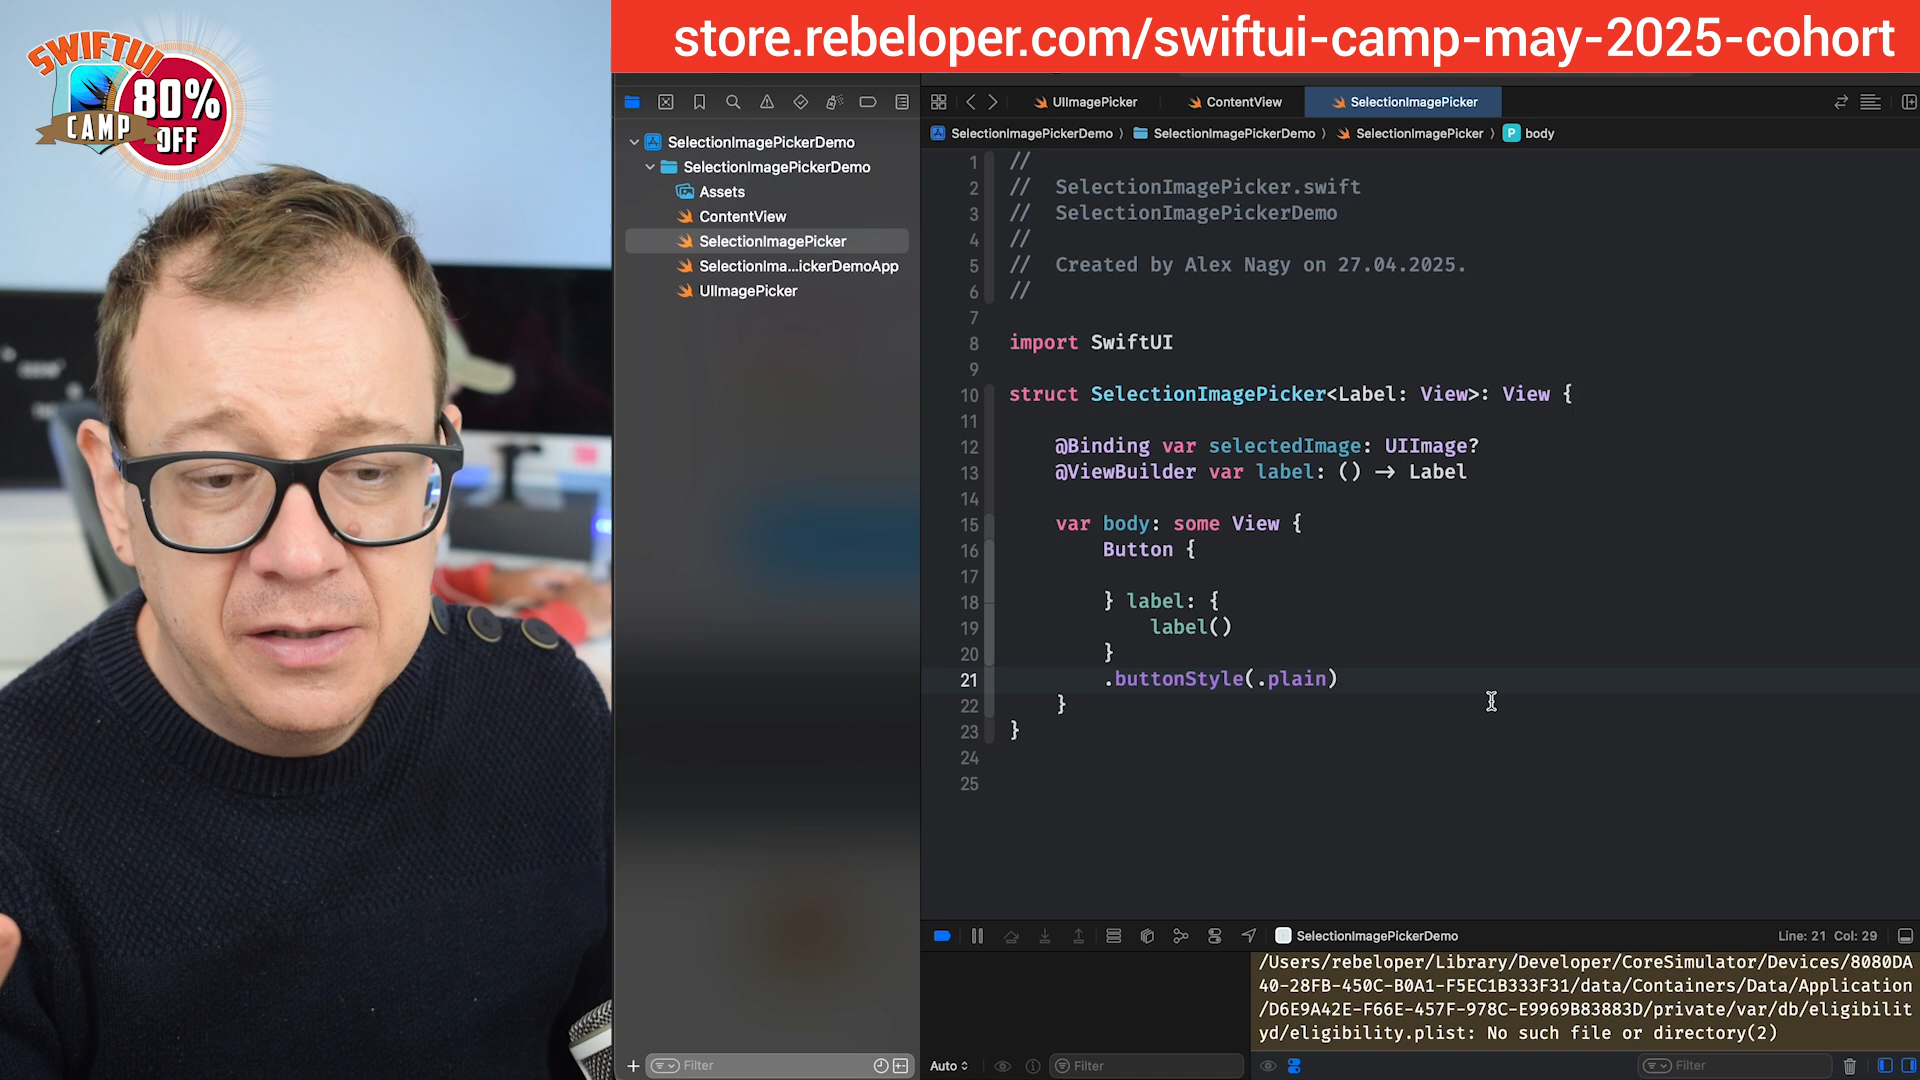 store.rebeloper.com/swiftui-camp-may-2025-cohort
SWIFTUI
CAMP
80%
OFF
UIImagePicker
ContentView
SelectionImagePicker
SelectionImagePickerDemo
SelectionImagePickerDemo
SelectionImagePicker
body
SelectionImagePickerDemo
SelectionImagePickerDemo
Assets
ContentView
SelectionImagePicker
SelectionIma...ickerDemoApp
UIImagePicker
1 //
2 // SelectionImagePicker.swift
3 // SelectionImagePickerDemo
4 //
5 // Created by Alex Nagy on 27.04.2025.
6 //
7
8 import SwiftUI
9
10 struct SelectionImagePicker<Label: View>: View {
11
12 @Binding var selectedImage: UIImage?
13 @ViewBuilder var label: () -> Label
14
15 var body: some View {
16 Button {
17
18 } label: {
19 label()
20 }
21 .buttonStyle(.plain)
22 }
23 }
24
25
SelectionImagePickerDemo
Line: 21 Col: 29
/Users/rebeloper/Library/Developer/CoreSimulator/Devices/8080DA
40-28FB-450C-B0A1-F5EC1B333F31/data/Containers/Data/Application
/D6E9A42E-F66E-457F-978C-E9969B83883D/private/var/db/eligibilit
yd/eligibility.plist: No such file or directory(2)
Filter
Auto
Filter
Filter